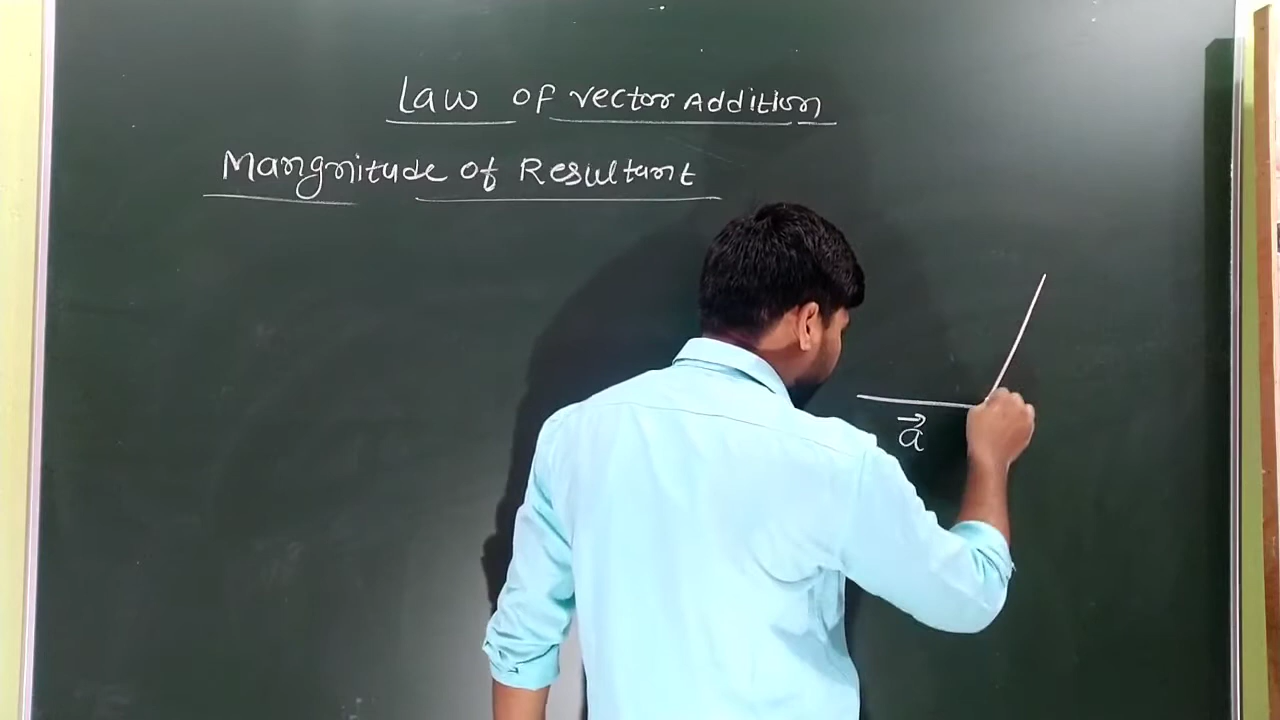 Law of vector Addition
Mangnitude of Resultant
a⃗